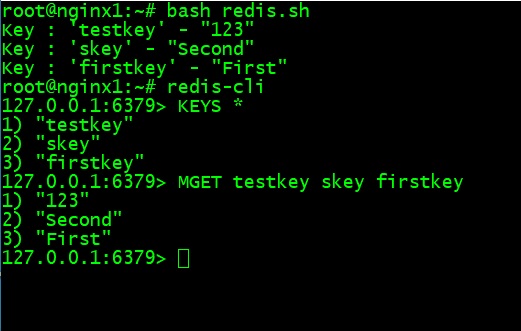 root@nginx1:~# bash redis.sh
Key : 'testkey' - "123"
Key : 'skey' - "Second"
Key : 'firstkey' - "First"
root@nginx1:~# redis-cli
127.0.0.1:6379> KEYS *
1) "testkey"
2) "skey"
3) "firstkey"
127.0.0.1:6379> MGET testkey skey firstkey
1) "123"
2) "Second"
3) "First"
127.0.0.1:6379>